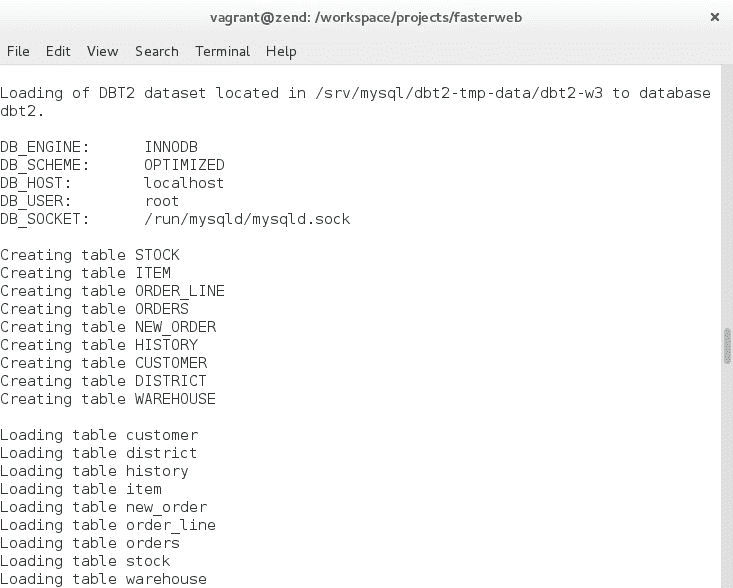 vagrant@zend: /workspace/projects/fasterweb ×
File Edit View Search Terminal Help
Loading of DBT2 dataset located in /srv/mysql/dbt2-tmp-data/dbt2-w3 to database
dbt2.
DB_ENGINE: INNODB
DB_SCHEME: OPTIMIZED
DB_HOST: localhost
DB_USER: root
DB_SOCKET: /run/mysqld/mysqld.sock
Creating table STOCK
Creating table ITEM
Creating table ORDER_LINE
Creating table ORDERS
Creating table NEW_ORDER
Creating table HISTORY
Creating table CUSTOMER
Creating table DISTRICT
Creating table WAREHOUSE
Loading table customer
Loading table district
Loading table history
Loading table item
Loading table new_order
Loading table order_line
Loading table orders
Loading table stock
Loading table warehouse